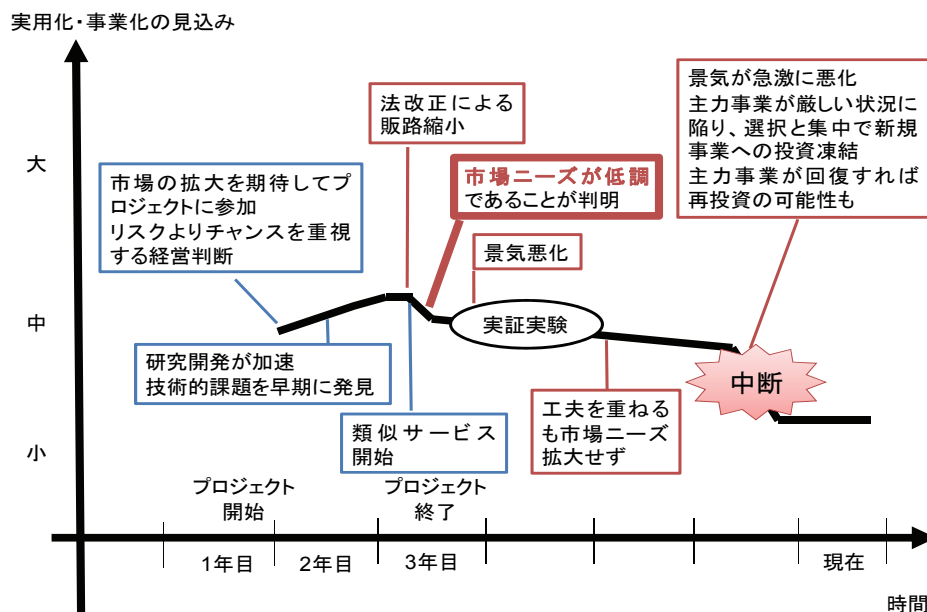 実用化・事業化の見込み
大
中
小
市場の拡大を期待してプ
ロジェクトに参加
リスクよりチャンスを重視
する経営判断
法改正による
販路縮小
市場ニーズが低調
であることが判明
景気悪化
景気が急激に悪化
主力事業が厳しい状況に
陥り、選択と集中で新規
事業への投資凍結
主力事業が回復すれば
再投資の可能性も
実証実験
研究開発が加速
技術的課題を早期に発見
類似サービス
開始
工夫を重ねる
も市場ニーズ
拡大せず
中断
プロジェクト
開始
プロジェクト
終了
1年目
2年目
3年目
現在
時間